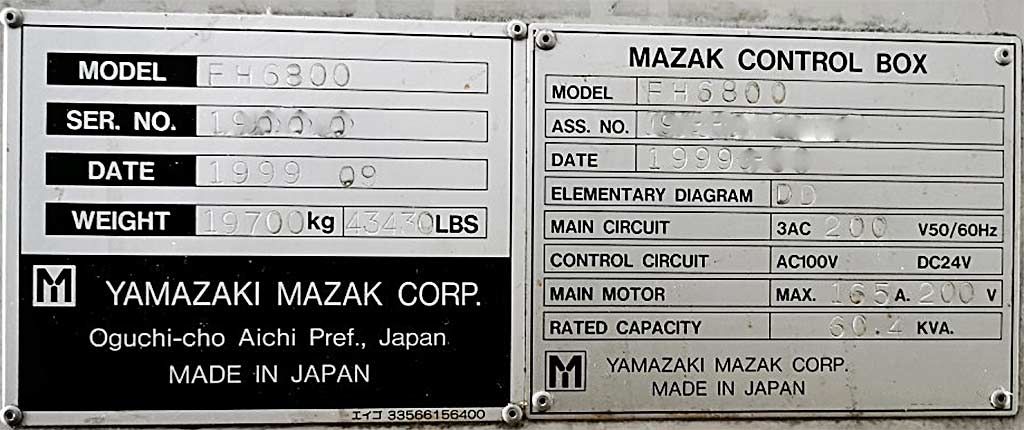 MODEL FH6800
SER. NO.
DATE 1999 09
WEIGHT 19700kg 43430LBS
YAMAZAKI MAZAK CORP.
Oguchi-cho Aichi Pref., Japan
MADE IN JAPAN
エイゴ 33566156400
MAZAK CONTROL BOX
MODEL FH6800
ASS. NO.
DATE 1999
ELEMENTARY DIAGRAM DD
MAIN CIRCUIT 3AC 200 V50/60Hz
CONTROL CIRCUIT AC100V DC24V
MAIN MOTOR MAX. 165 A. 200 V
RATED CAPACITY 60.4 KVA.
YAMAZAKI MAZAK CORP.
MADE IN JAPAN